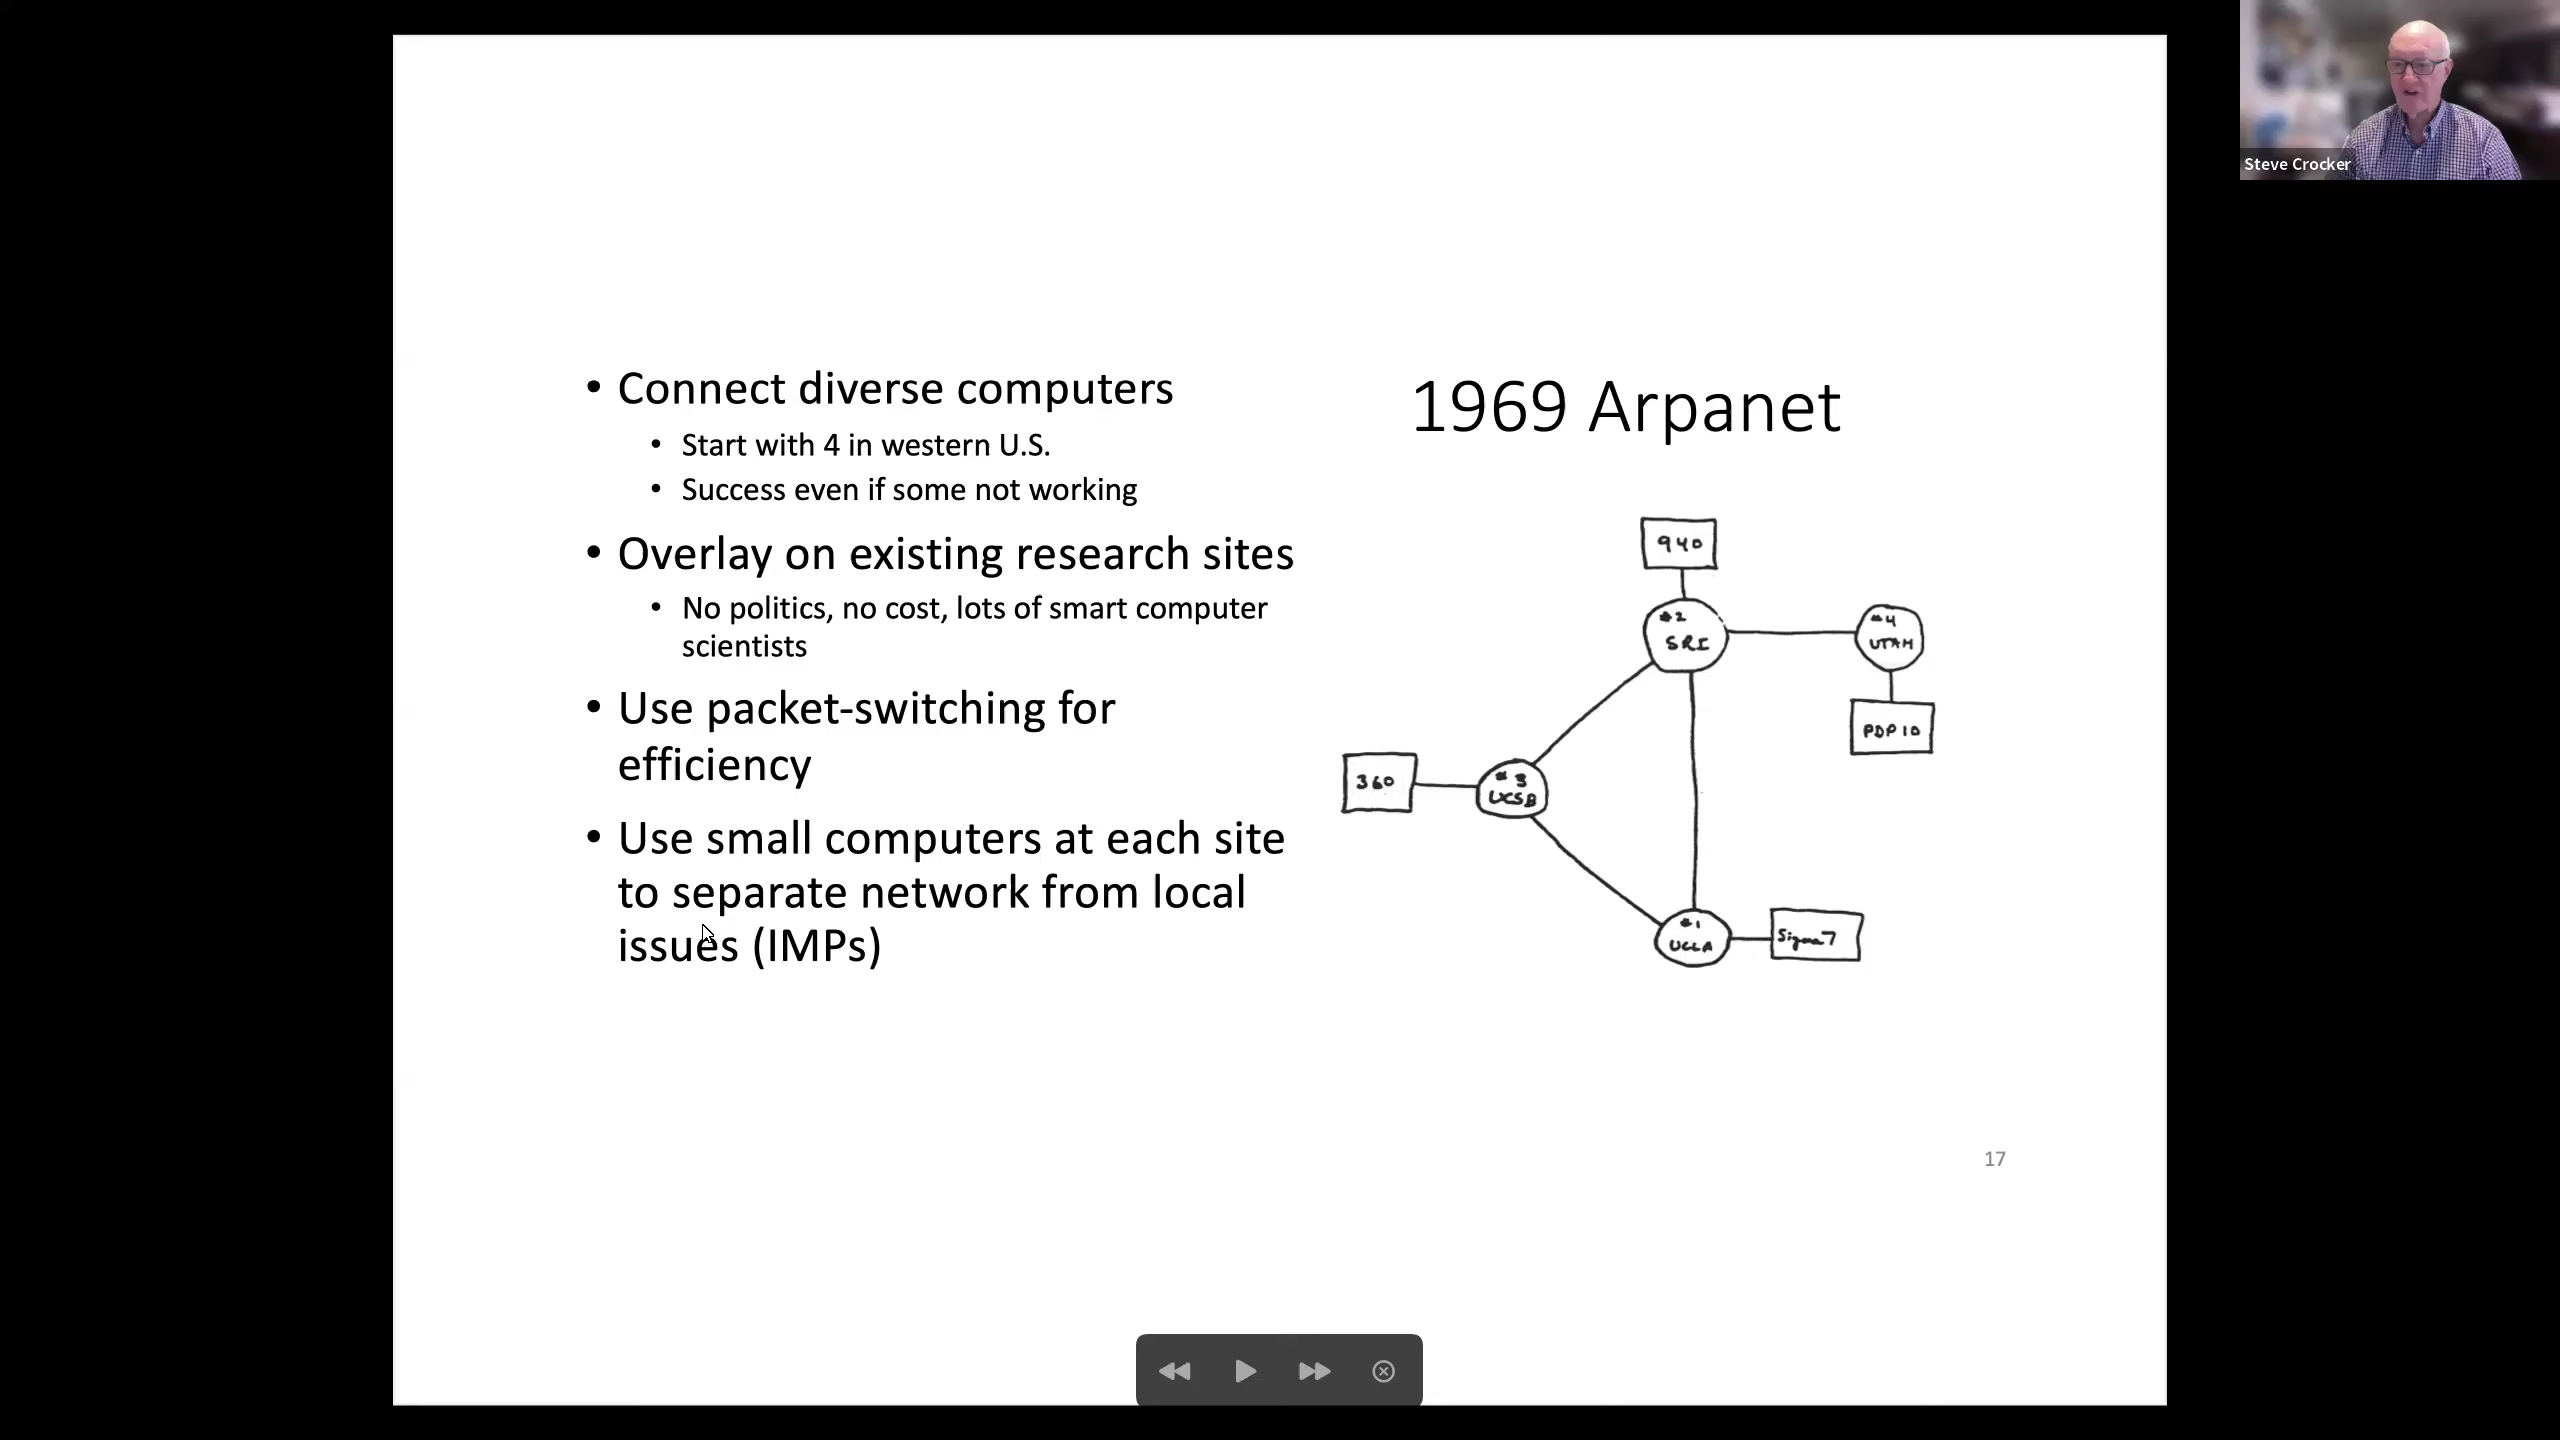 Steve Crocker
1969 Arpanet
• Connect diverse computers
• Start with 4 in western U.S.
• Success even if some not working
• Overlay on existing research sites
• No politics, no cost, lots of smart computer
scientists
• Use packet-switching for
efficiency
• Use small computers at each site
to separate network from local
issues (IMPs)
940
#2
SRI
#4
UTAH
PDP 10
360
#3
UCSB
#1
UCLA
Sigma 7
17